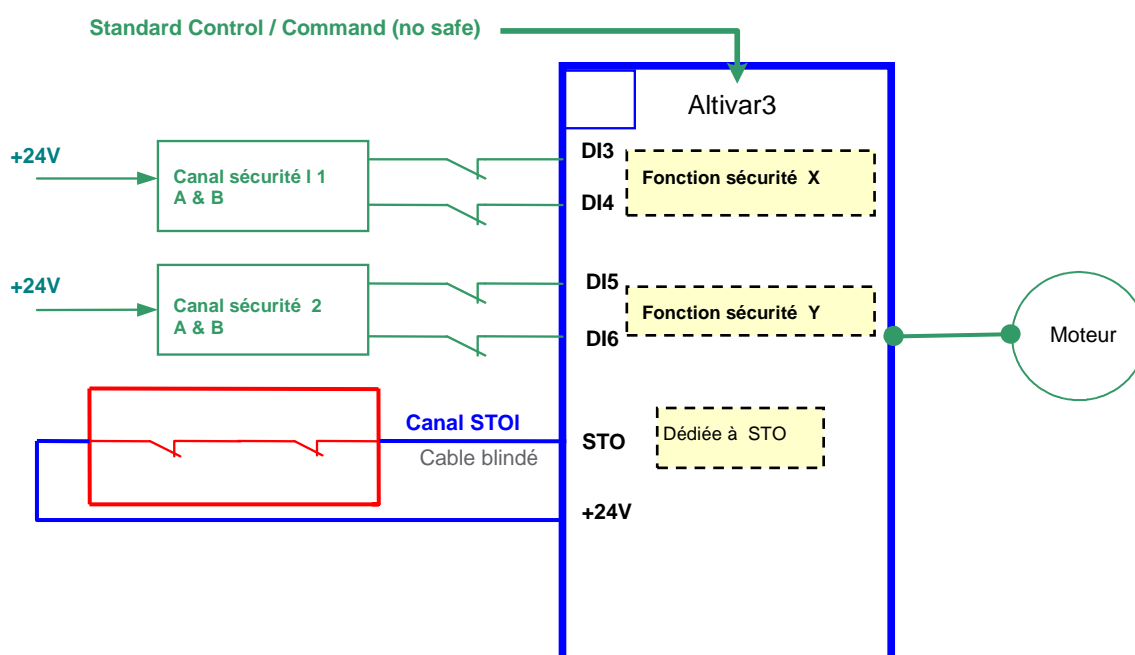 Standard Control / Command (no safe)
Altivar3
+24V
Canal sécurité I 1
A & B
DI3
DI4
Fonction sécurité X
+24V
Canal sécurité 2
A & B
DI5
DI6
Fonction sécurité Y
Moteur
Canal STOI
Cable blindé
STO
Dédiée à STO
+24V